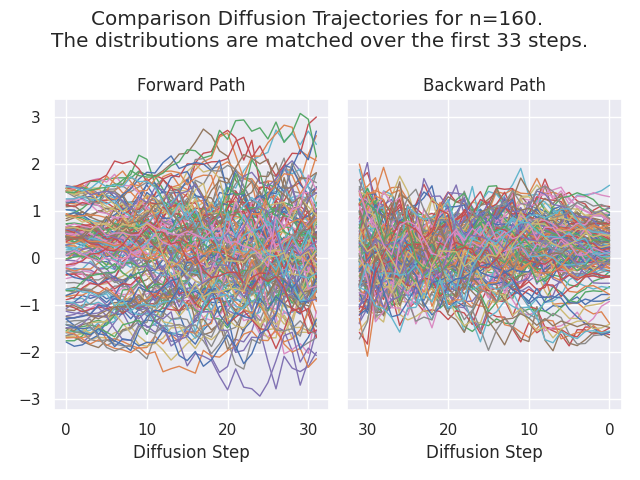 Comparison Diffusion Trajectories for n=160.
The distributions are matched over the first 33 steps.
Forward Path
Backward Path
3
2
1
0
−1
−2
−3
0 10 20 30
30 20 10 0
Diffusion Step
Diffusion Step